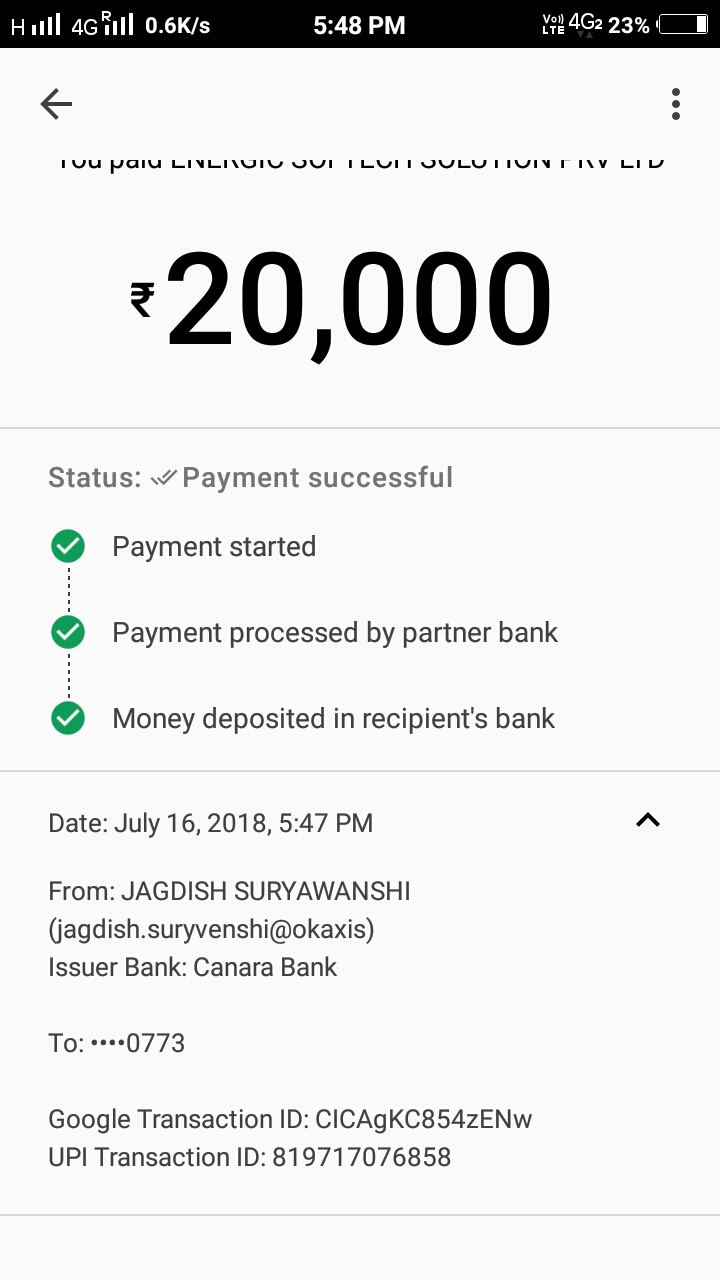 H 4G R 0.6K/s 5:48 PM Vo)) LTE 4G2 23%
You paid ENERGIC SOFTECH SOLUTION PRV LTD
₹20,000
Status: Payment successful
Payment started
Payment processed by partner bank
Money deposited in recipient's bank
Date: July 16, 2018, 5:47 PM
From: JAGDISH SURYAWANSHI
(jagdish.suryvenshi@okaxis)
Issuer Bank: Canara Bank
To: ••••0773
Google Transaction ID: CICAgKC854zENw
UPI Transaction ID: 819717076858